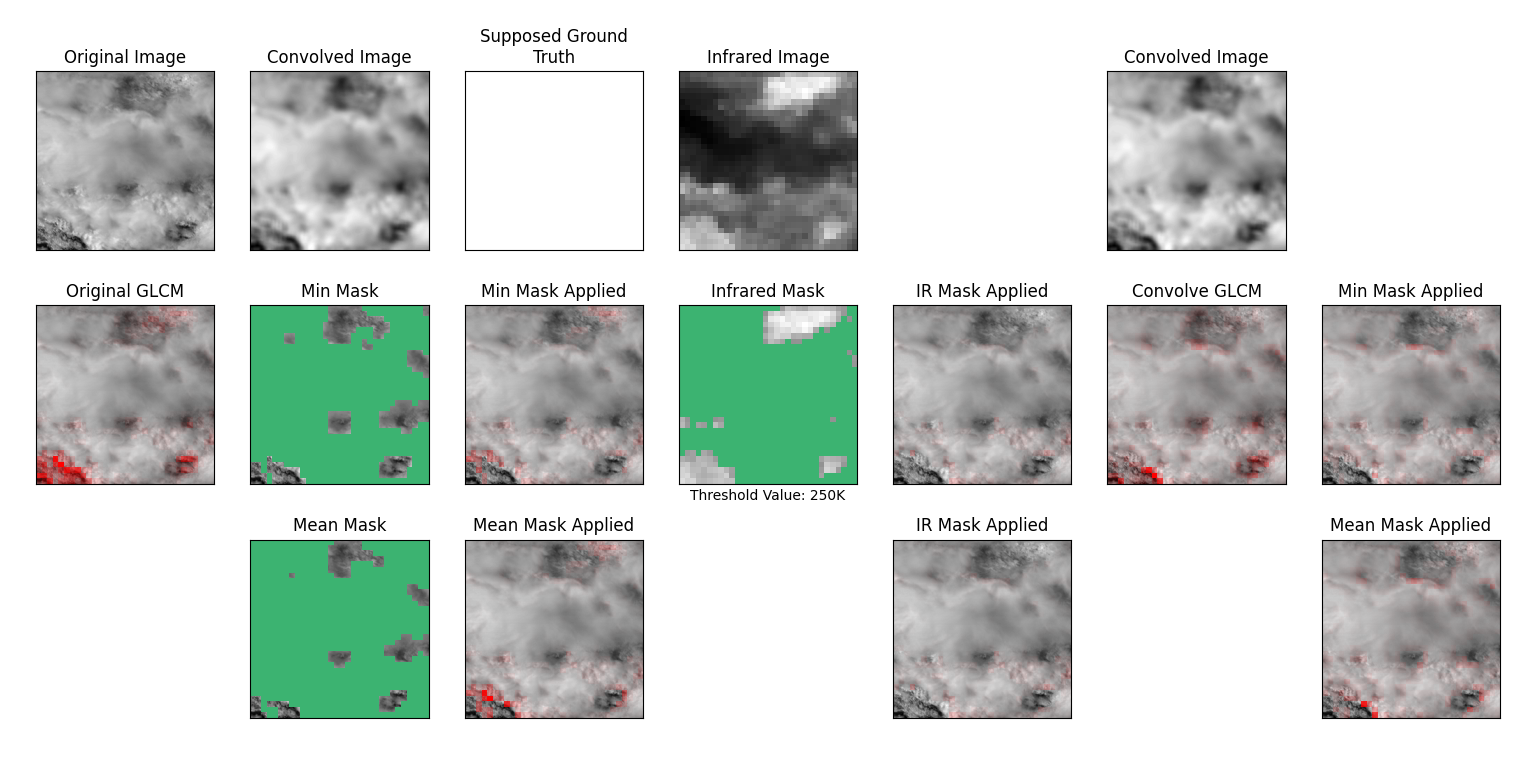 Original Image
Convolved Image
Supposed Ground
Truth
Infrared Image
Convolved Image
Original GLCM
Min Mask
Min Mask Applied
Infrared Mask
IR Mask Applied
Convolve GLCM
Min Mask Applied
Threshold Value: 250K
Mean Mask
Mean Mask Applied
IR Mask Applied
Mean Mask Applied